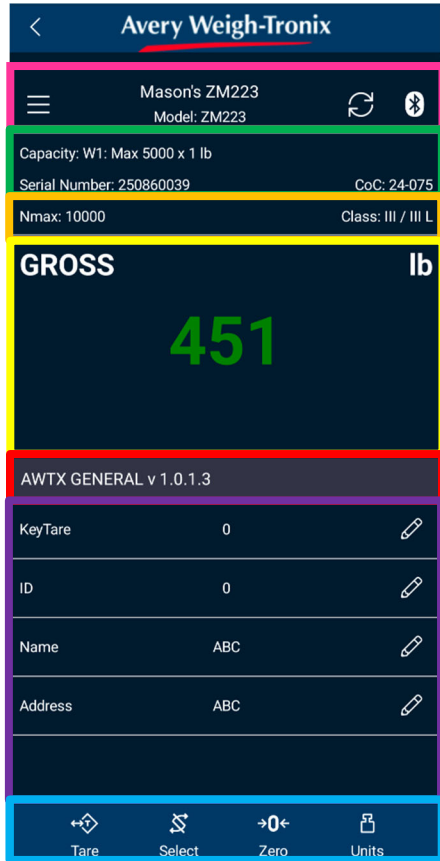 Avery Weigh-Tronix
Mason's ZM223
Model: ZM223
Capacity: W1: Max 5000 x 1 lb
Serial Number: 250860039 CoC: 24-075
Nmax: 10000 Class: III / III L
GROSS lb
451
AWTX GENERAL v 1.0.1.3
KeyTare 0
ID 0
Name ABC
Address ABC
T
→0←
Tare Select Zero Units